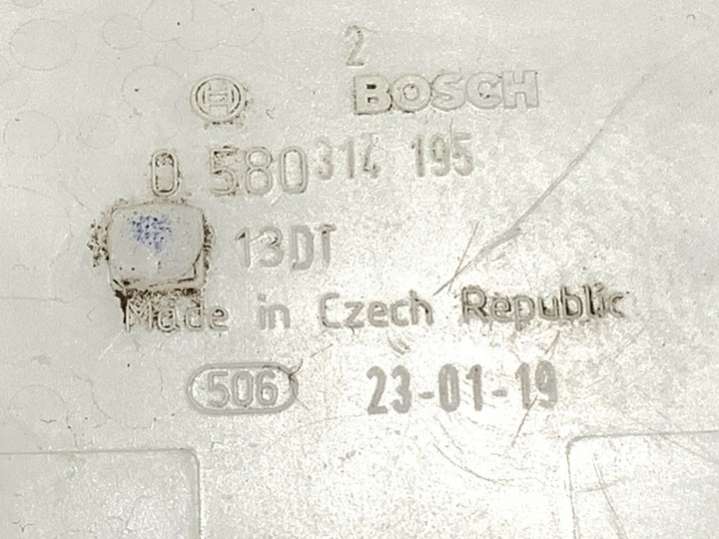 2
BOSCH
0 580 314 195
13DT
Made in Czech Republic
506 23-01-19